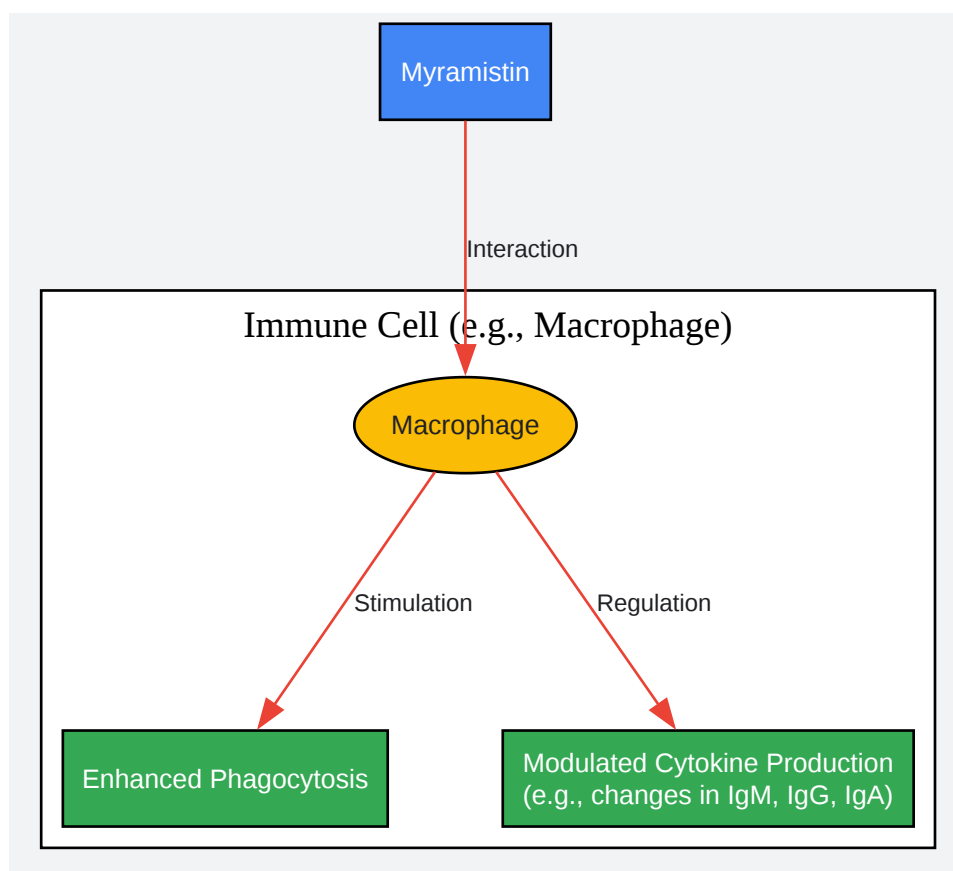 Myramistin
Interaction
Immune Cell (e.g., Macrophage)
Macrophage
Stimulation
Regulation
Enhanced Phagocytosis
Modulated Cytokine Production
(e.g., changes in IgM, IgG, IgA)